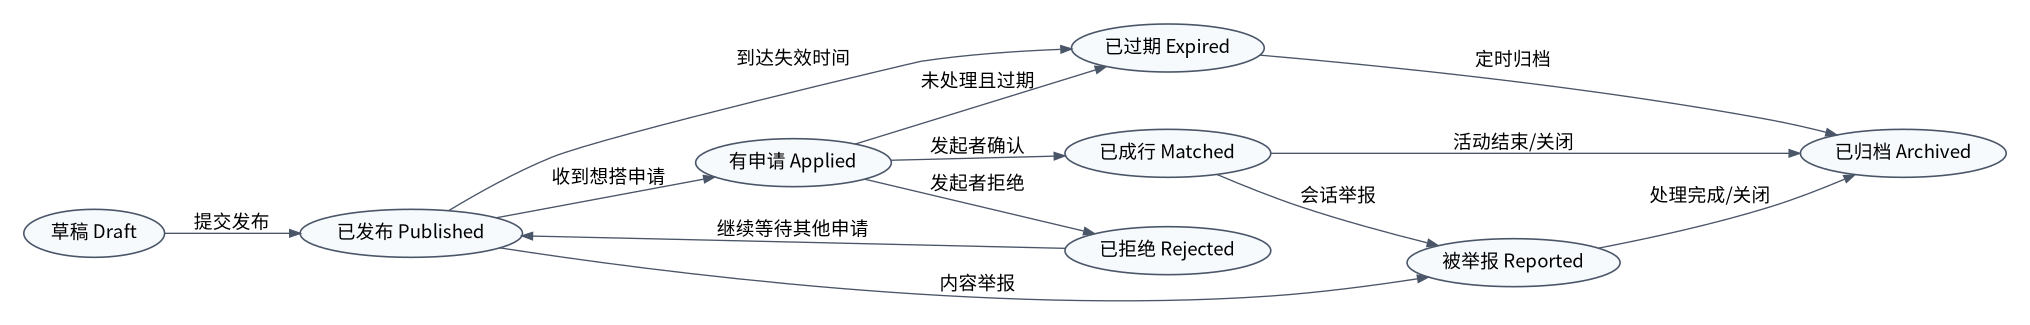 草稿 Draft
提交发布
已发布 Published
到达失效时间
收到想搭申请
有申请 Applied
未处理且过期
发起者确认
发起者拒绝
继续等待其他申请
内容举报
已过期 Expired
已成行 Matched
已拒绝 Rejected
定时归档
活动结束/关闭
会话举报
被举报 Reported
处理完成/关闭
已归档 Archived